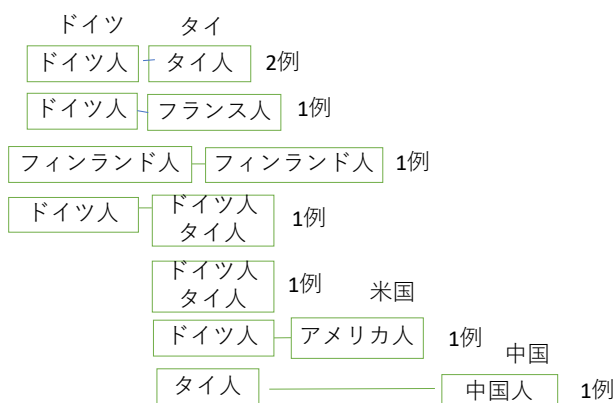 ドイツ タイ
ドイツ人 タイ人 2例
ドイツ人 フランス人 1例
フィンランド人 フィンランド人 1例
ドイツ人 ドイツ人 1例
タイ人
ドイツ人 1例
タイ人
米国
ドイツ人 アメリカ人 1例
中国
タイ人 中国人 1例